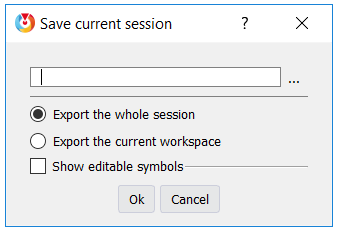 Save current session ?
...
Export the whole session
Export the current workspace
Show editable symbols
Ok Cancel